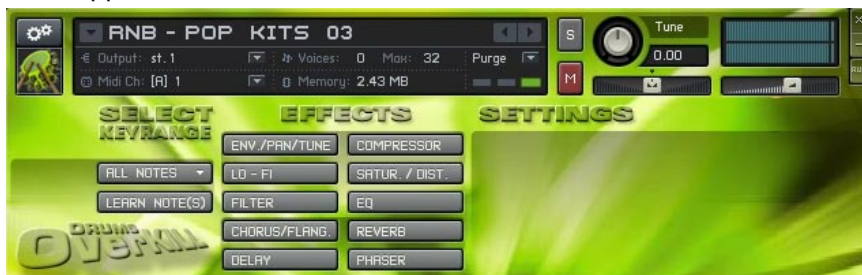 RNB - POP KITS 03
S
Tune
Output: st. 1
Voices: 0 Max: 32
Purge
0.00
Midi Ch: [A] 1
Memory: 2.43 MB
M
SELECT
KEYRANGE
EFFECTS
SETTINGS
ENV./PAN/TUNE
COMPRESSOR
ALL NOTES
LO - FI
SATUR. / DIST.
LEARN NOTE(S)
FILTER
EQ
DRUMS
OVERKILL
CHORUS/FLANG.
REVERB
DELAY
PHASER